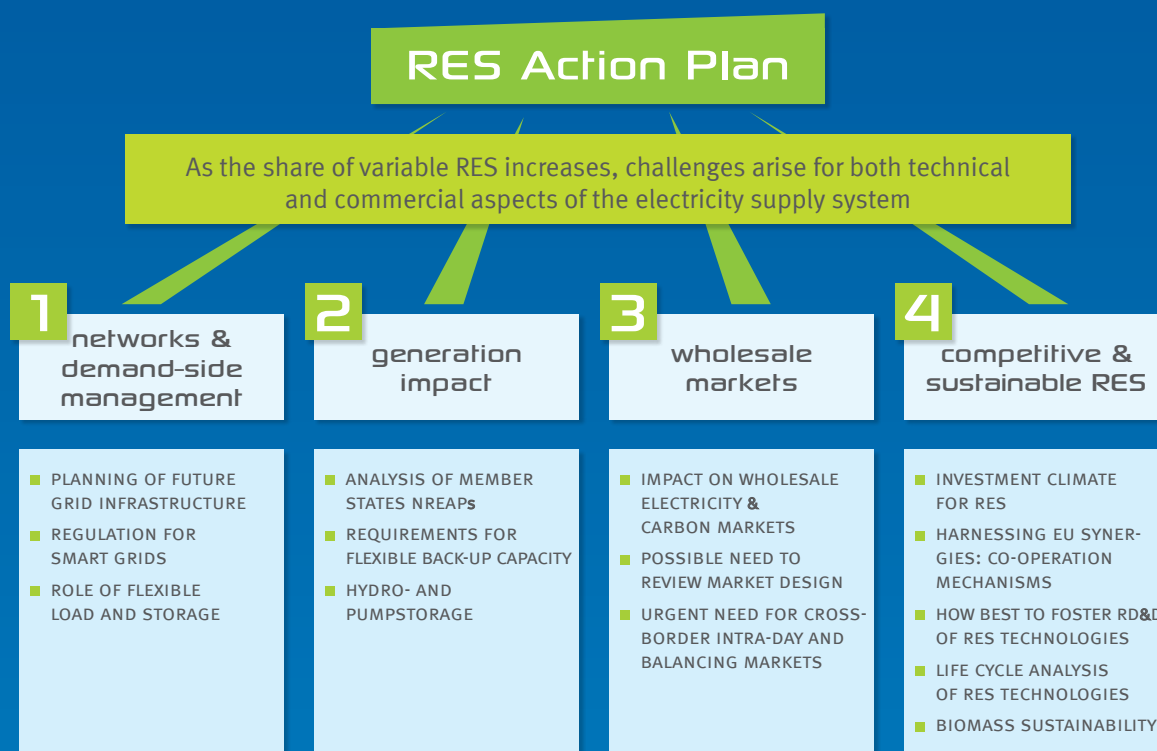 RES Action Plan
As the share of variable RES increases, challenges arise for both technical
and commercial aspects of the electricity supply system
1
networks &
demand-side
management
PLANNING OF FUTURE
GRID INFRASTRUCTURE
REGULATION FOR
SMART GRIDS
ROLE OF FLEXIBLE
LOAD AND STORAGE
2
generation
impact
ANALYSIS OF MEMBER
STATES NREAPs
REQUIREMENTS FOR
FLEXIBLE BACK-UP CAPACITY
HYDRO- AND
PUMPSTORAGE
3
wholesale
markets
IMPACT ON WHOLESALE
ELECTRICITY &
CARBON MARKETS
POSSIBLE NEED TO
REVIEW MARKET DESIGN
URGENT NEED FOR CROSS-
BORDER INTRA-DAY AND
BALANCING MARKETS
4
competitive &
sustainable RES
INVESTMENT CLIMATE
FOR RES
HARNESSING EU SYNER-
GIES: CO-OPERATION
MECHANISMS
HOW BEST TO FOSTER RD&D
OF RES TECHNOLOGIES
LIFE CYCLE ANALYSIS
OF RES TECHNOLOGIES
BIOMASS SUSTAINABILITY